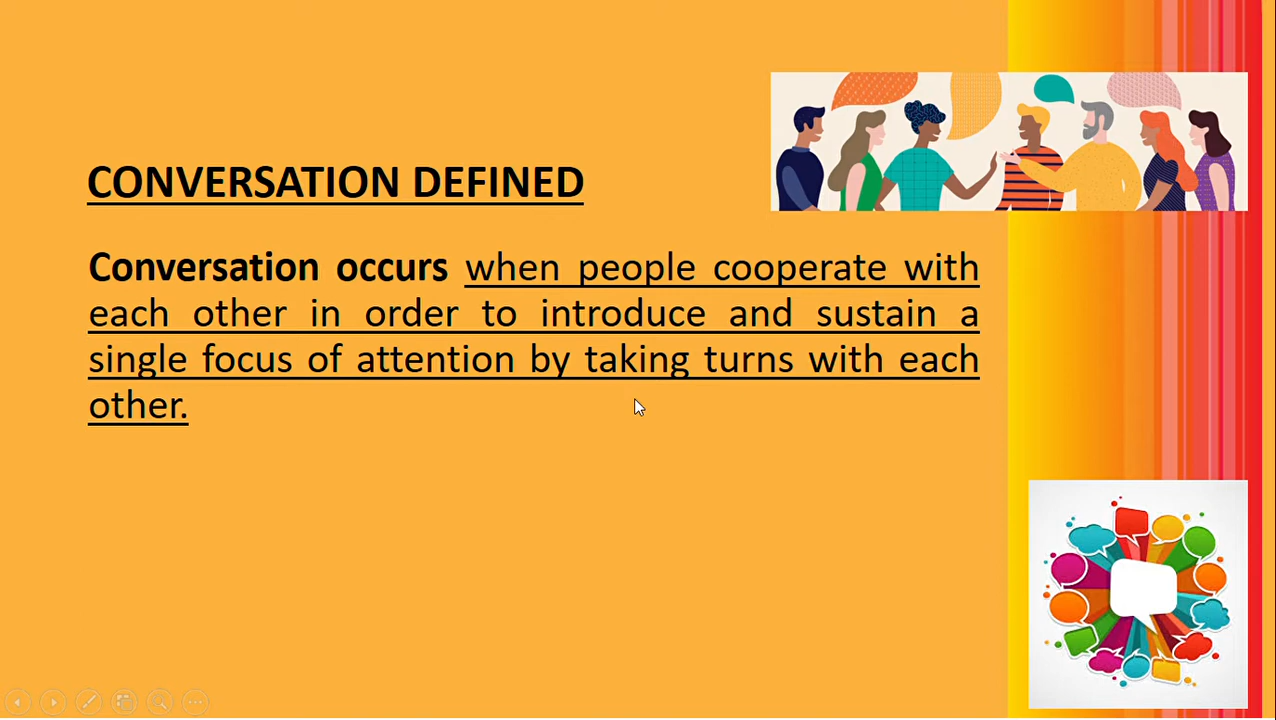 CONVERSATION DEFINED
Conversation occurs when people cooperate with
each other in order to introduce and sustain a
single focus of attention by taking turns with each
other.